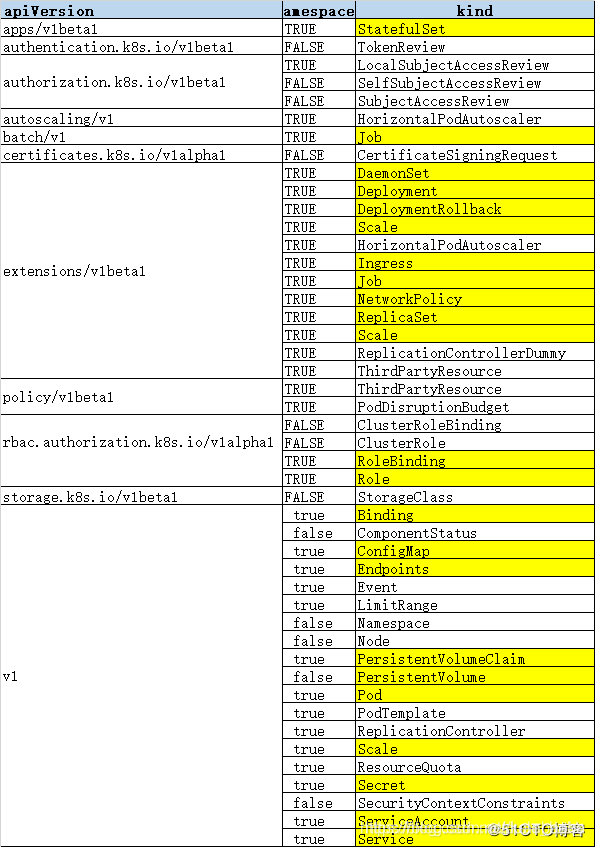 apiVersion amespace kind
apps/v1beta1 TRUE StatefulSet
authentication.k8s.io/v1beta1 FALSE TokenReview
authorization.k8s.io/v1beta1 TRUE LocalSubjectAccessReview
FALSE SelfSubjectAccessReview
FALSE SubjectAccessReview
autoscaling/v1 TRUE HorizontalPodAutoscaler
batch/v1 TRUE Job
certificates.k8s.io/v1alpha1 FALSE CertificateSigningRequest
extensions/v1beta1 TRUE DaemonSet
TRUE Deployment
TRUE DeploymentRollback
TRUE Scale
TRUE HorizontalPodAutoscaler
TRUE Ingress
TRUE Job
TRUE NetworkPolicy
TRUE ReplicaSet
TRUE Scale
TRUE ReplicationControllerDummy
TRUE ThirdPartyResource
policy/v1beta1 TRUE ThirdPartyResource
TRUE PodDisruptionBudget
rbac.authorization.k8s.io/v1alpha1 FALSE ClusterRoleBinding
FALSE ClusterRole
TRUE RoleBinding
TRUE Role
storage.k8s.io/v1beta1 FALSE StorageClass
v1 true Binding
false ComponentStatus
true ConfigMap
true Endpoints
true Event
true LimitRange
false Namespace
false Node
true PersistentVolumeClaim
false PersistentVolume
true Pod
true PodTemplate
true ReplicationController
true Scale
true ResourceQuota
true Secret
false SecurityContextConstraints
true ServiceAccount
true Service
@51CTO博客